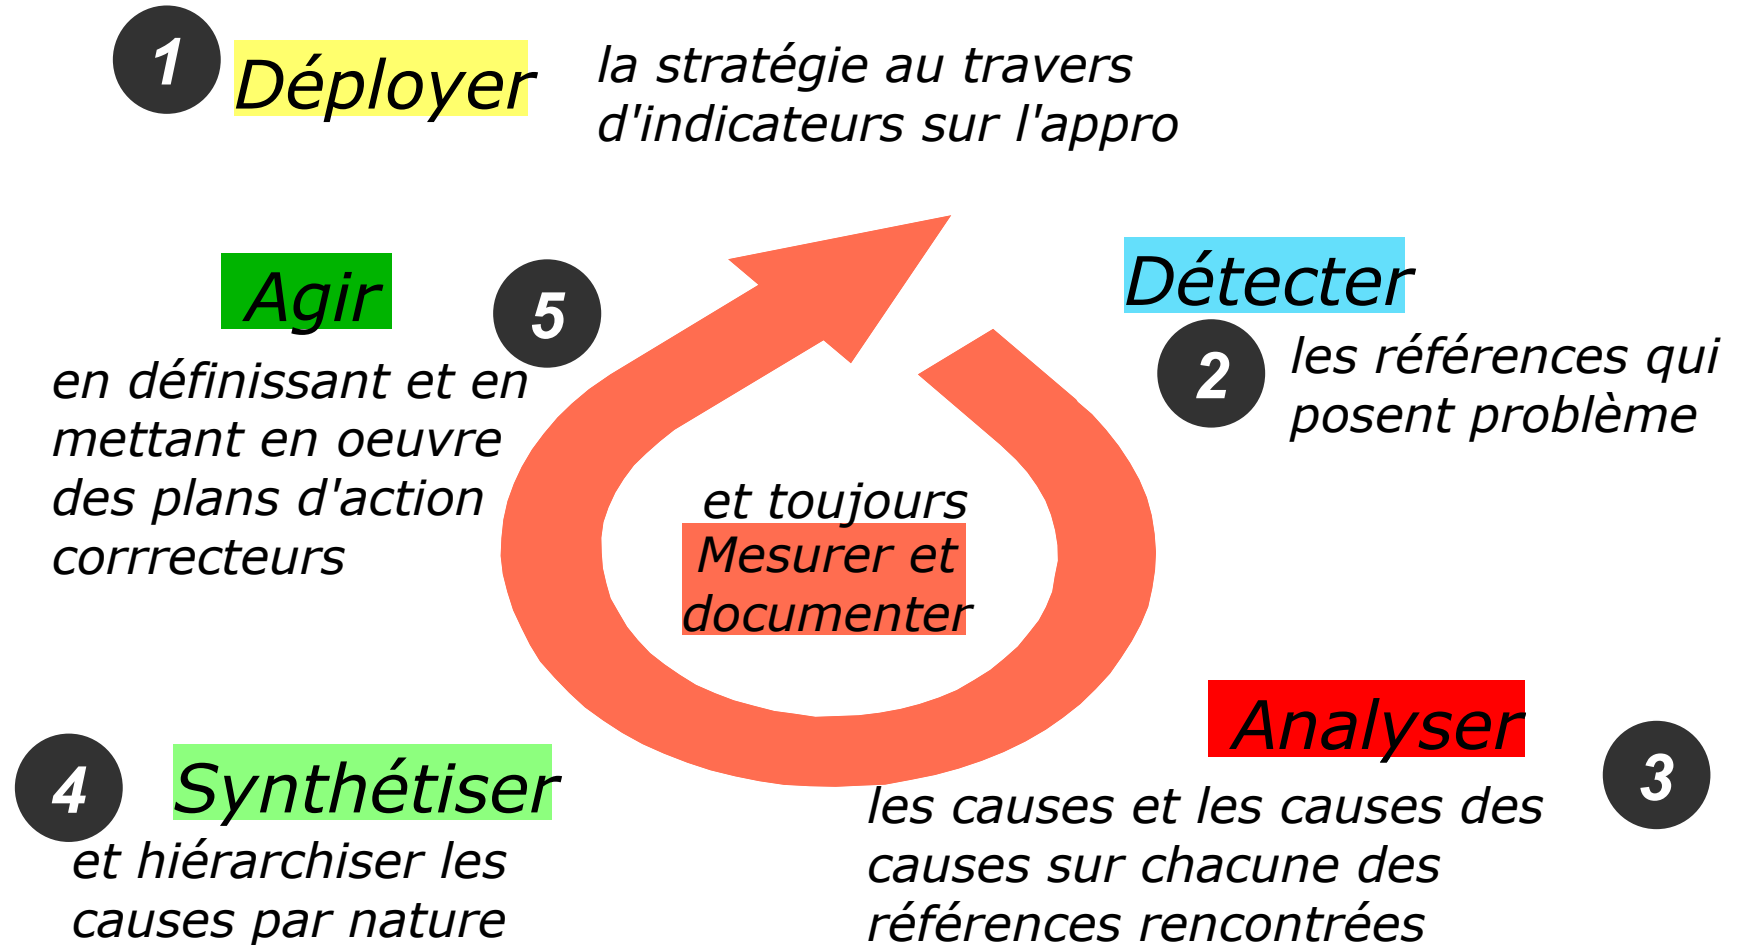 1
Déployer
la stratégie au travers
d'indicateurs sur l'appro
Détecter
2
les références qui
posent problème
Analyser
3
les causes et les causes des
causes sur chacune des
références rencontrées
4
Synthétiser
et hiérarchiser les
causes par nature
Agir
5
en définissant et en
mettant en oeuvre
des plans d'action
corrrecteurs
et toujours
Mesurer et
documenter